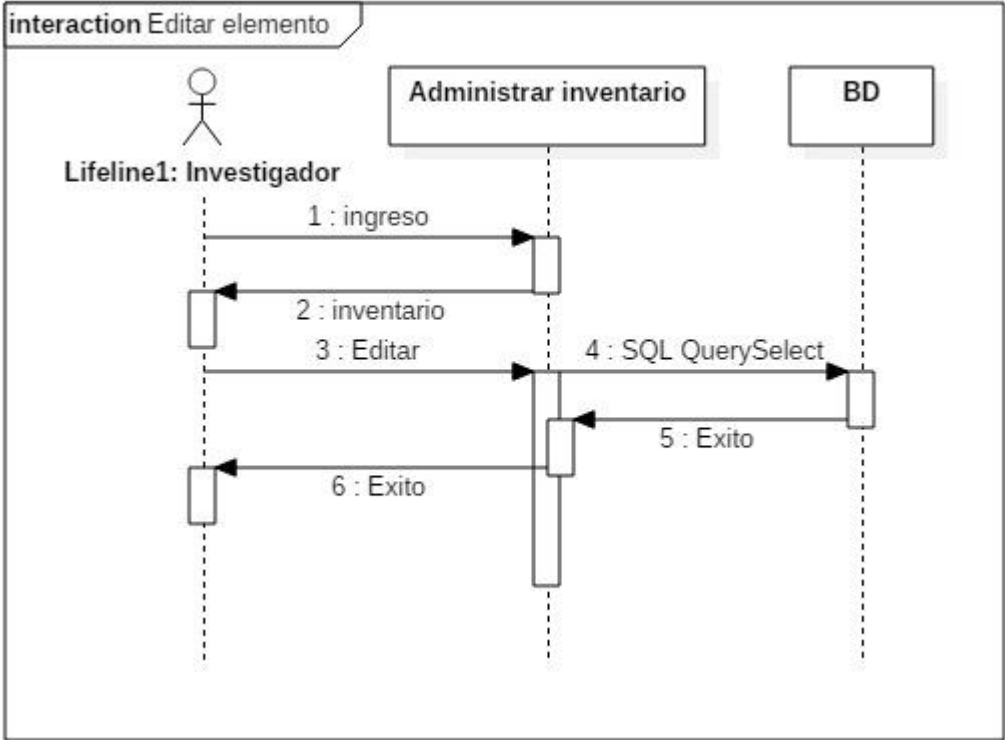 interaction Editar elemento
Administrar inventario
BD
Lifeline1: Investigador
1 : ingreso
2 : inventario
3 : Editar
4 : SQL QuerySelect
5 : Exito
6 : Exito